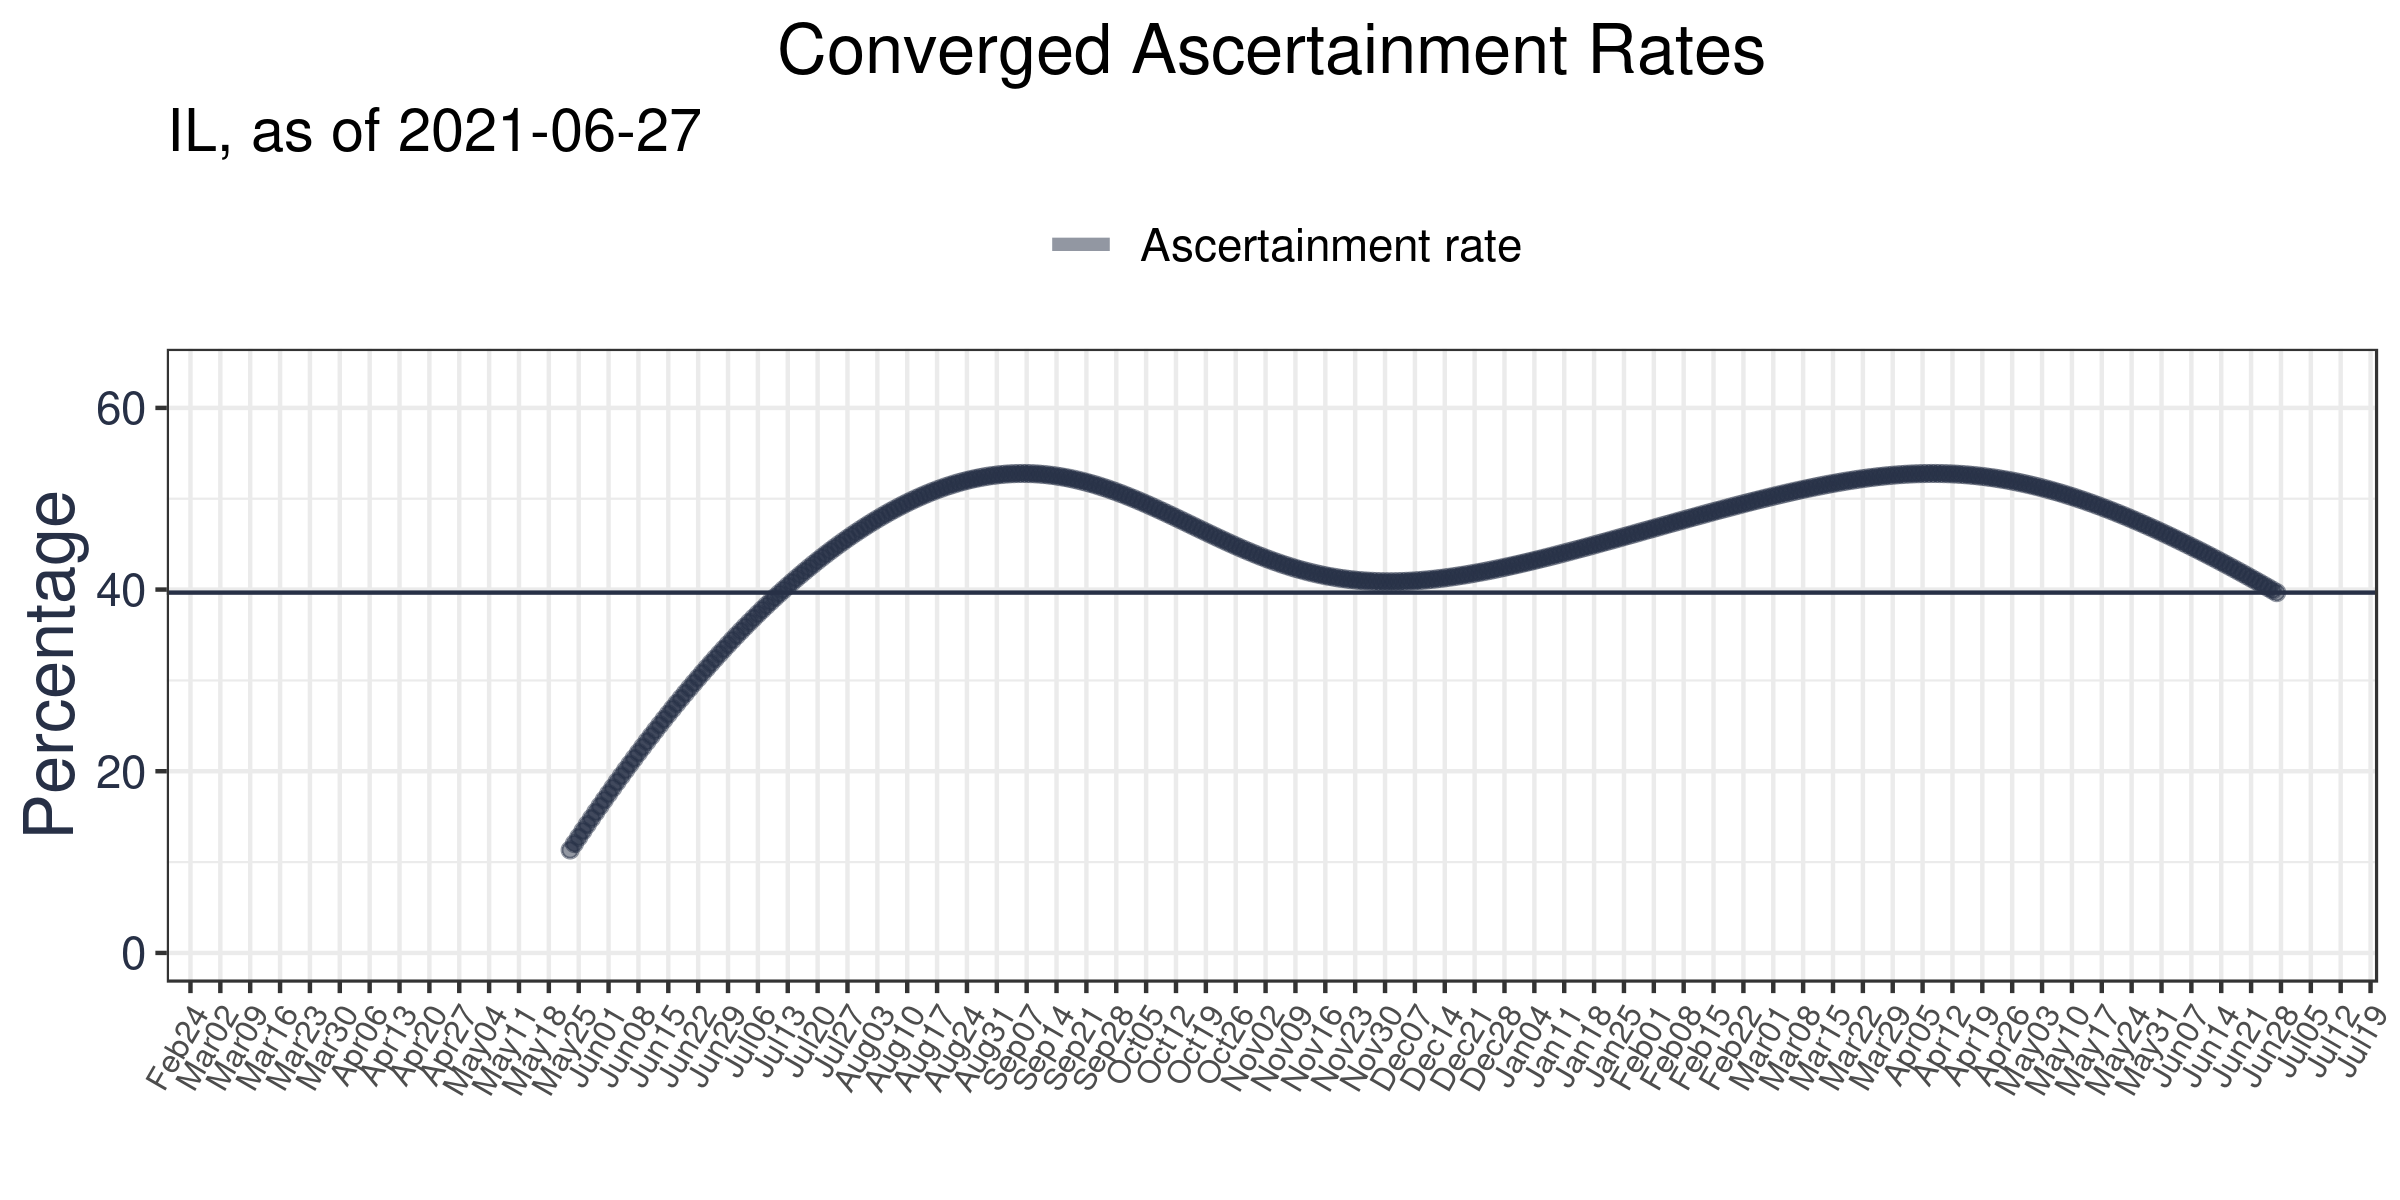 Converged Ascertainment Rates
IL, as of 2021-06-27
Ascertainment rate
Percentage
60
40
20
0
Feb24
Mar02
Mar09
Mar16
Mar23
Mar30
Apr06
Apr13
Apr20
Apr27
May04
May11
May18
May25
Jun01
Jun08
Jun15
Jun22
Jun29
Jul06
Jul13
Jul20
Jul27
Aug03
Aug10
Aug17
Aug24
Aug31
Sep07
Sep14
Sep21
Sep28
Oct05
Oct12
Oct19
Oct26
Nov02
Nov09
Nov16
Nov23
Nov30
Dec07
Dec14
Dec21
Dec28
Jan04
Jan11
Jan18
Jan25
Feb01
Feb08
Feb15
Feb22
Mar01
Mar08
Mar15
Mar22
Mar29
Apr05
Apr12
Apr19
Apr26
May03
May10
May17
May24
May31
Jun07
Jun14
Jun21
Jun28
Jul05
Jul12
Jul19